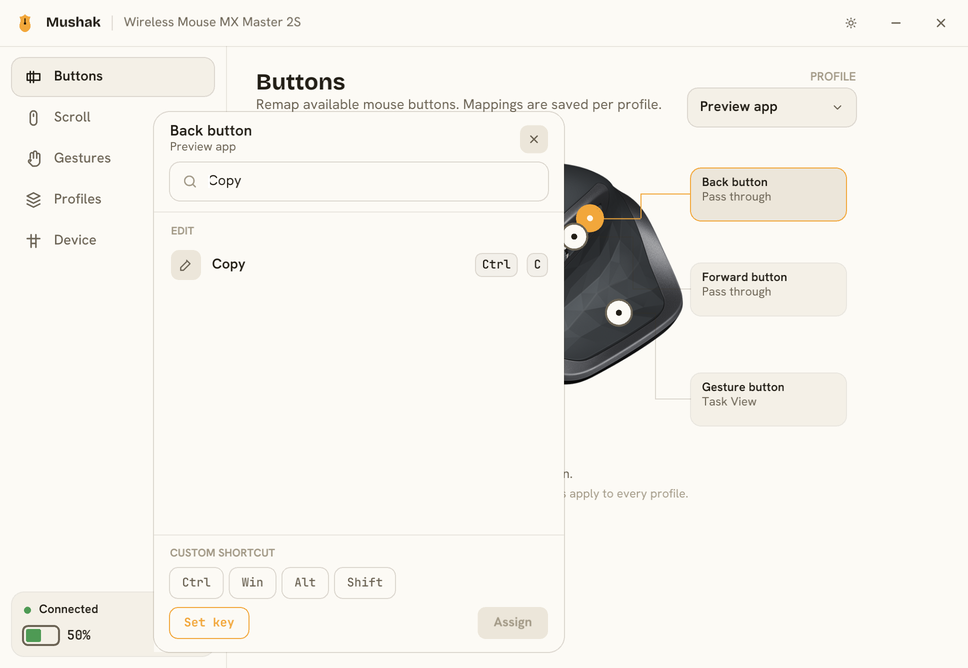 Mushak
Wireless Mouse MX Master 2S
Buttons
Scroll
Gestures
Profiles
Device
Connected
50%
Buttons
Remap available mouse buttons. Mappings are saved per profile.
PROFILE
Preview app
Back button
Preview app
Copy
EDIT
Copy
Ctrl C
CUSTOM SHORTCUT
Ctrl Win Alt Shift
Set key
Assign
Back button
Pass through
Forward button
Pass through
Gesture button
Task View
apply to every profile.